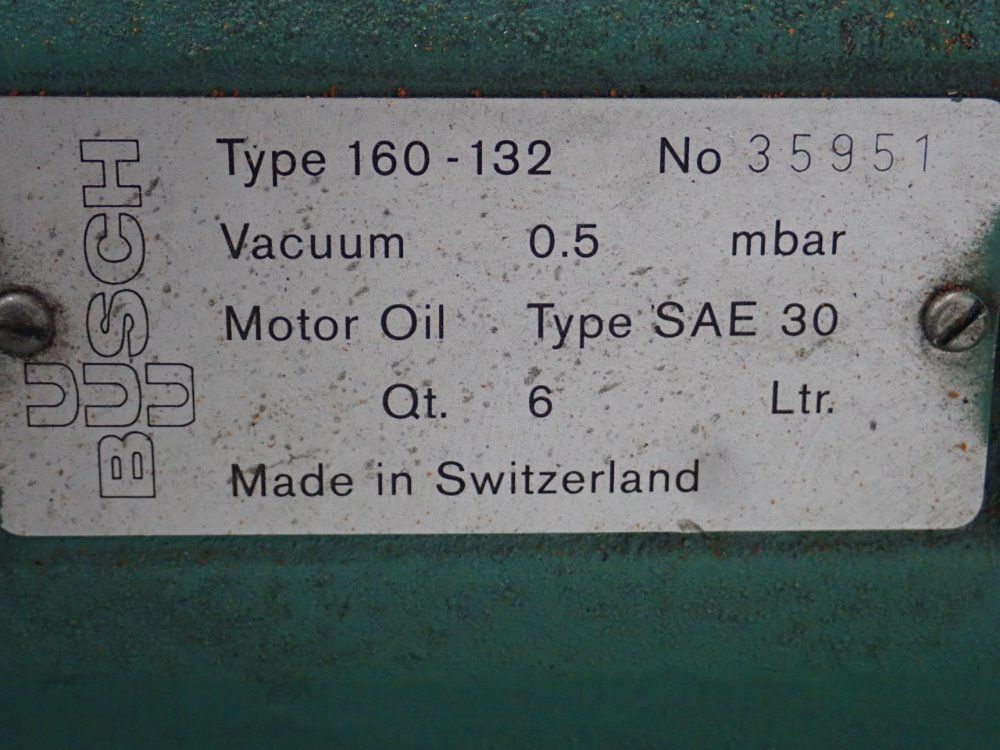 BUSCH
U U
Type 160-132 No 35951
Vacuum 0.5 mbar
Motor Oil Type SAE 30
Qt. 6 Ltr.
Made in Switzerland